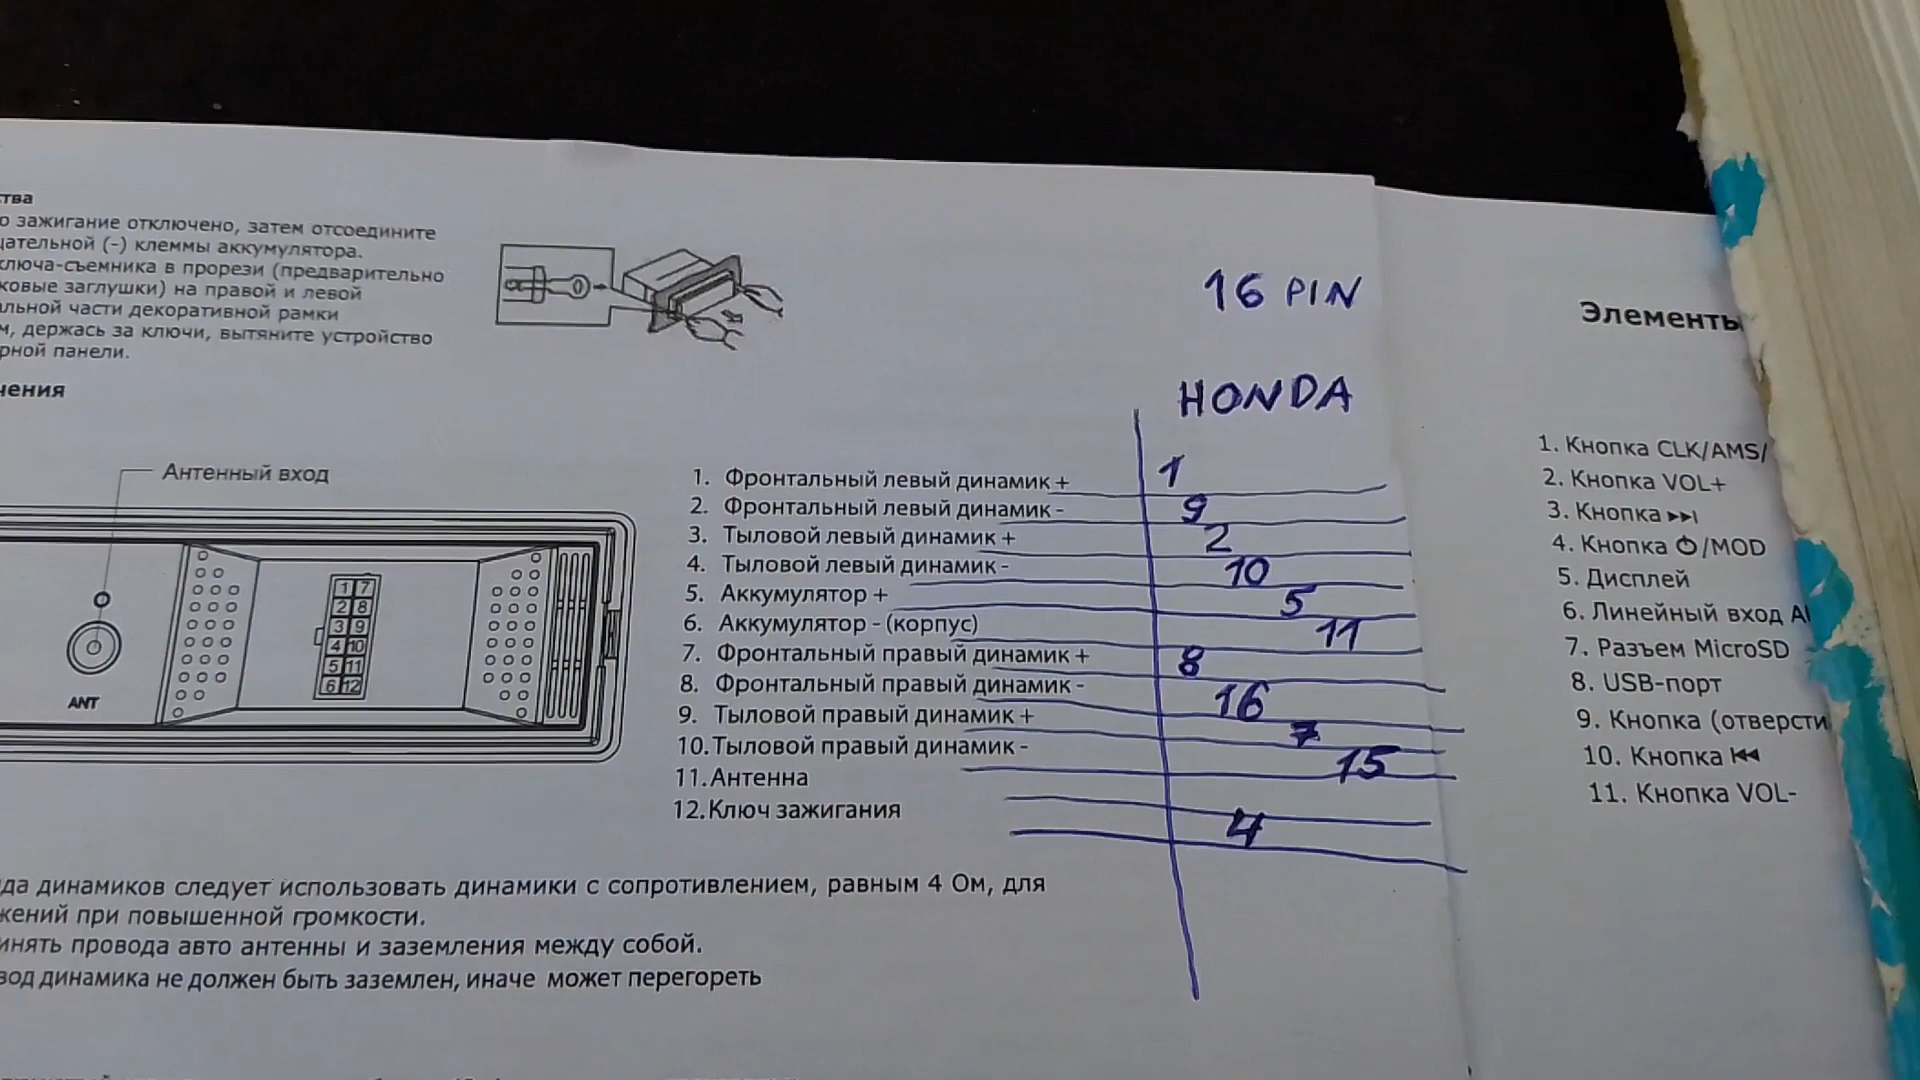 ства
о зажигание отключено, затем отсоедините
цательной (-) клеммы аккумулятора.
ключа-съемника в прорези (предварительно
ковые заглушки) на правой и левой
альной части декоративной рамки
м, держась за ключи, вытяните устройство
рной панели.
чения
Антенный вход
ANT
1 7
2 8
3 9
4 10
5 11
6 12
16 PIN
HONDA
1. Фронтальный левый динамик + 1
2. Фронтальный левый динамик - 9
3. Тыловой левый динамик + 2
4. Тыловой левый динамик - 10
5. Аккумулятор + 5
6. Аккумулятор - (корпус) 11
7. Фронтальный правый динамик + 8
8. Фронтальный правый динамик - 16
9. Тыловой правый динамик + 7
10. Тыловой правый динамик - 15
11. Антенна
12. Ключ зажигания 4
да динамиков следует использовать динамики с сопротивлением, равным 4 Ом, для
жений при повышенной громкости.
инять провода авто антенны и заземления между собой.
вод динамика не должен быть заземлен, иначе может перегореть
Элементы
1. Кнопка CLK/AMS/
2. Кнопка VOL+
3. Кнопка ▶▶I
4. Кнопка ⏻/MOD
5. Дисплей
6. Линейный вход A
7. Разъем MicroSD
8. USB-порт
9. Кнопка (отверсти
10. Кнопка I◀◀
11. Кнопка VOL-